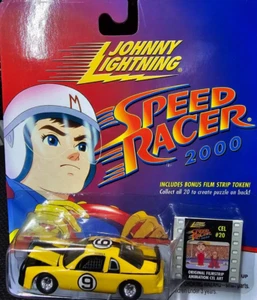 JOHNNY
LIGHTNING
M
SPEED
RACER
2000
INCLUDES BONUS FILM STRIP TOKEN!
Collect all 20 to create puzzle on back!
CEL
#20
9
9
ORIGINAL FILMSTRIP
ANIMATION CEL ART